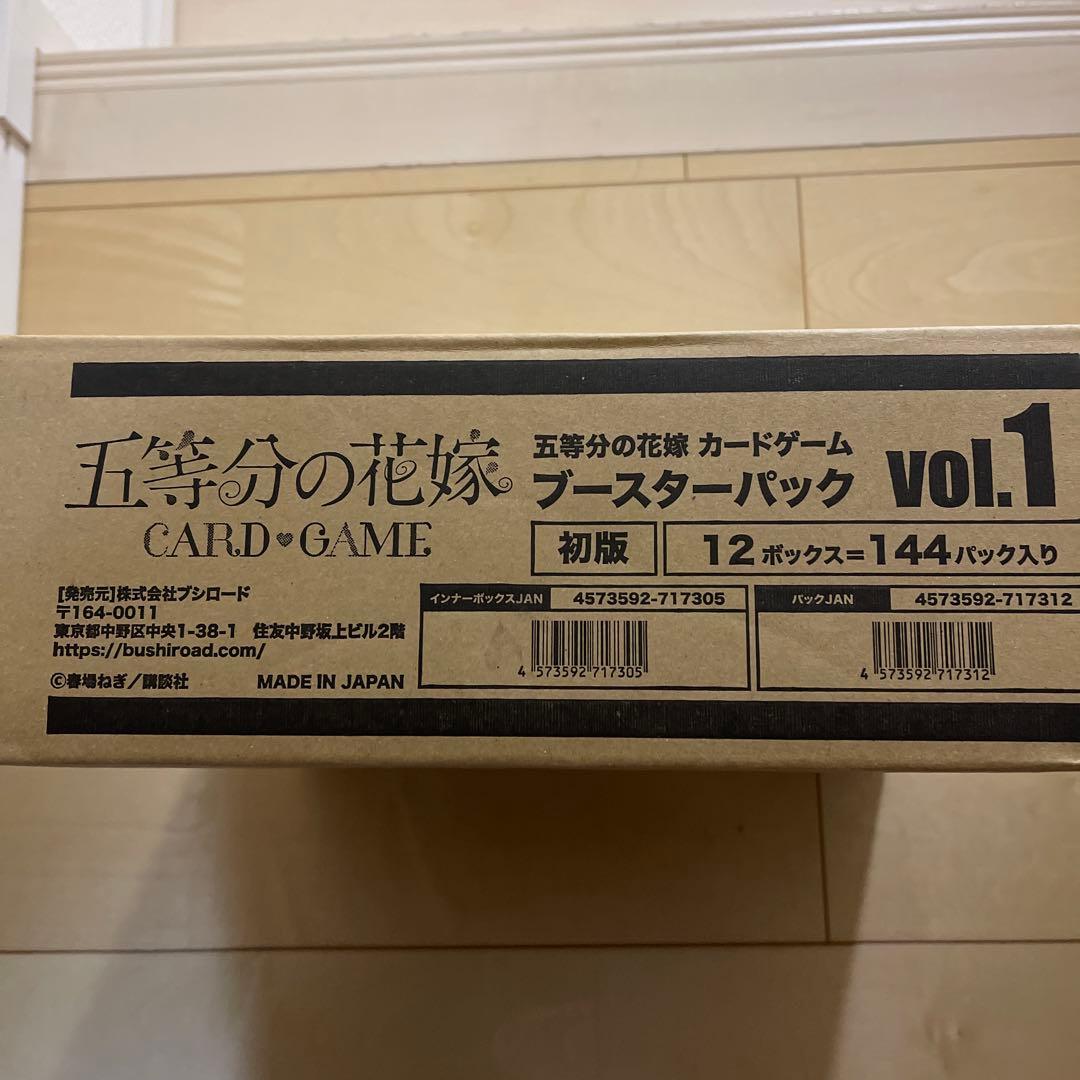 五等分の花嫁
CARD♥GAME
五等分の花嫁 カードゲーム
ブースターパック vol.1
初版
12ボックス=144パック入り
[発売元]株式会社ブシロード
〒164-0011
東京都中野区中央1-38-1 住友中野坂上ビル2階
https://bushiroad.com/
©春場ねぎ/講談社 MADE IN JAPAN
インナーボックスJAN 4573592-717305
4 573592 717305
パックJAN 4573592-717312
4 573592 717312